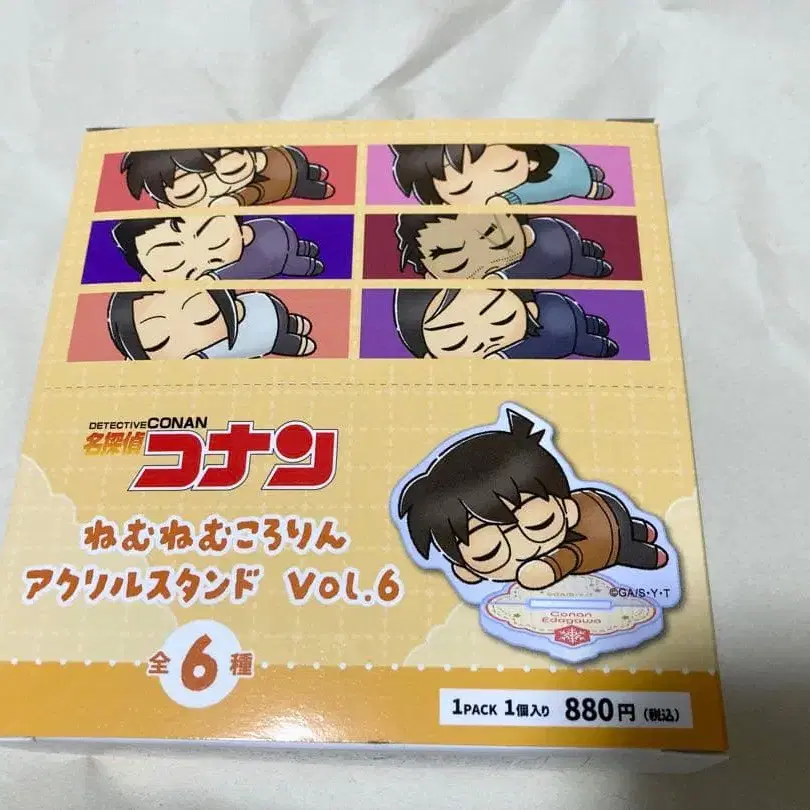 DETECTIVE CONAN
名探偵コナン
ねむねむころりん
アクリルスタンド Vol.6
©GA/S・Y・T
Conan
Edogawa
全6種
1PACK 1個入り 880円(税込)